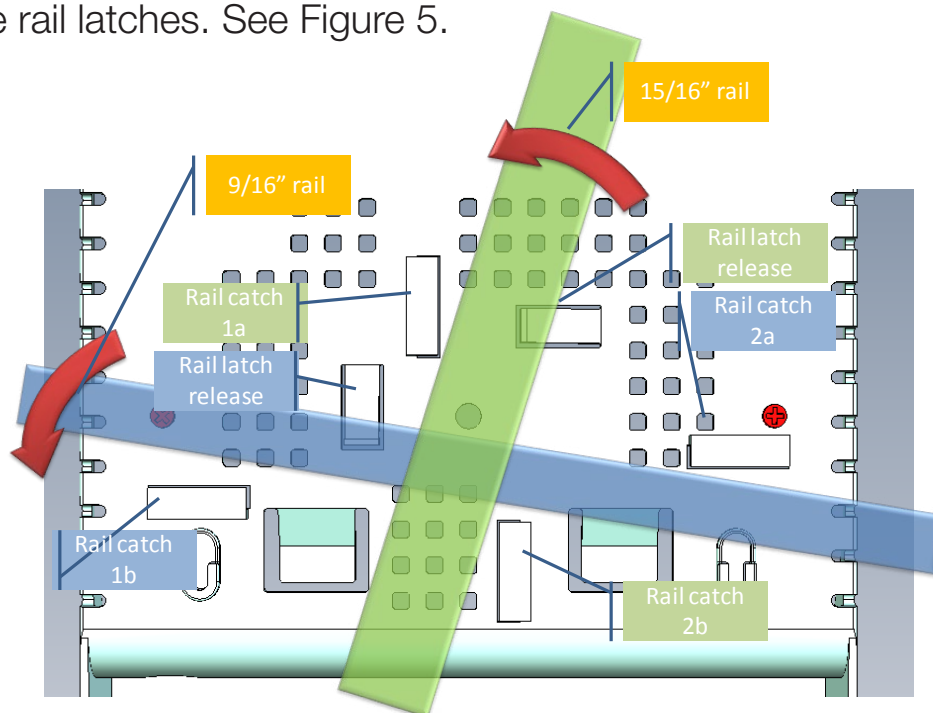 e rail latches. See Figure 5.
15/16” rail
9/16” rail
Rail latch
release
Rail catch
1a
Rail catch
2a
Rail latch
release
Rail catch
1b
Rail catch
2b